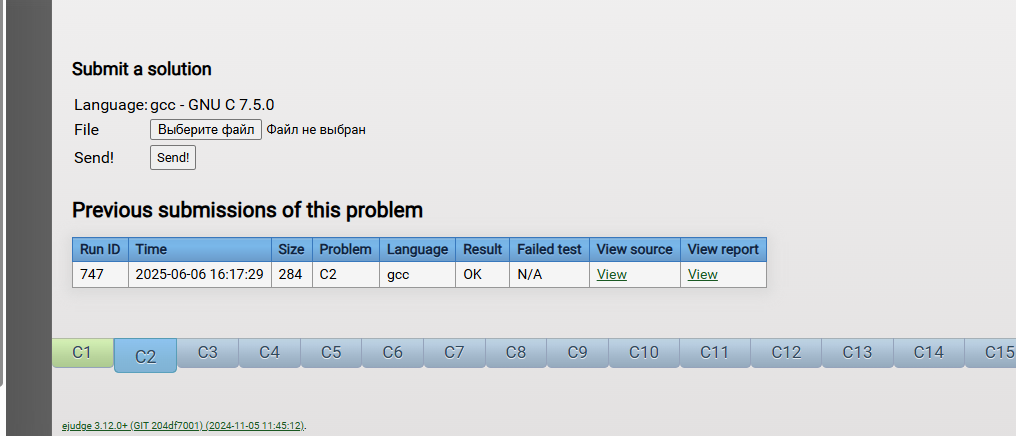 Submit a solution
Language: gcc - GNU C 7.5.0
File Выберите файл Файл не выбран
Send! Send!
Previous submissions of this problem
Run ID Time Size Problem Language Result Failed test View source View report
747 2025-06-06 16:17:29 284 C2 gcc OK N/A View View
C1 C2 C3 C4 C5 C6 C7 C8 C9 C10 C11 C12 C13 C14 C15
ejudge 3.12.0+ (GIT 204df7001) (2024-11-05 11:45:12).